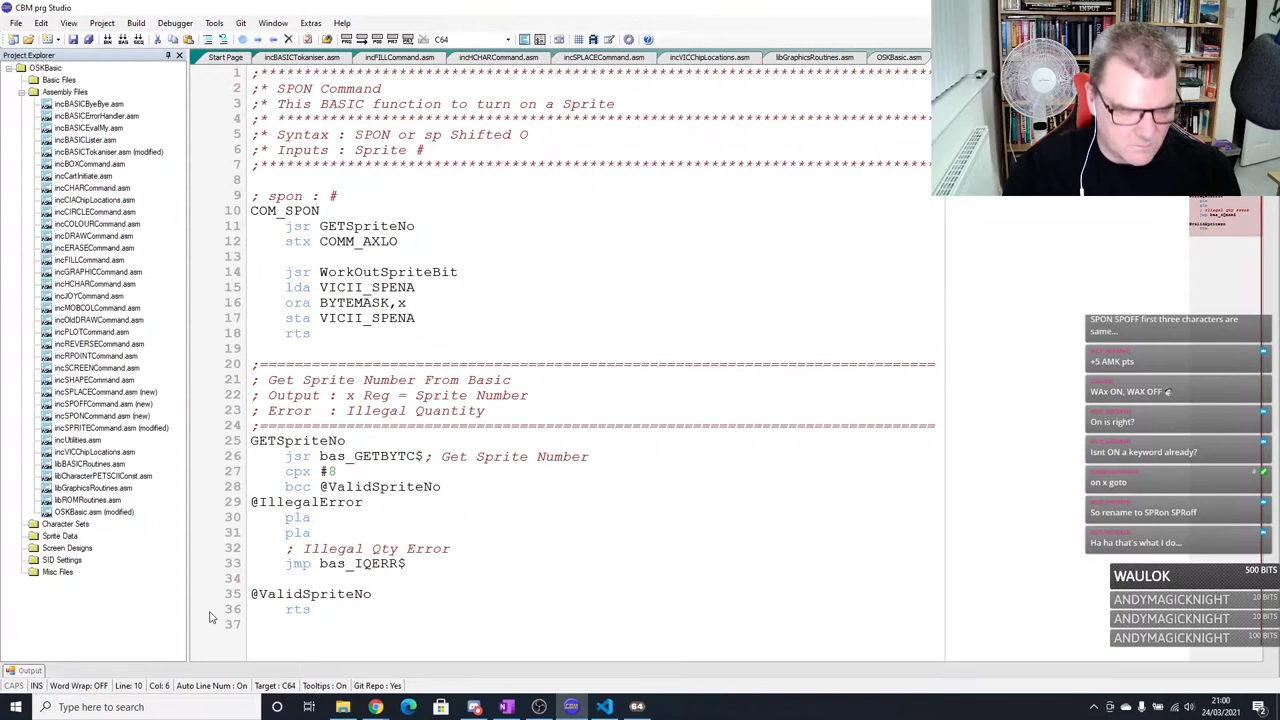 CBM prg Studio
File Edit View Project Build Debugger Tools Git Window Extras Help
C64
Project Explorer
Start Page incBASICTokaniser.asm incFILLCommand.asm incHCHARCommand.asm incSPLACECommand.asm incVICChipLocations.asm libGraphicsRoutines.asm OSKBasic.asm
OSKBasic
Basic Files
Assembly Files
incBASICByeBye.asm
incBASICErrorHandler.asm
incBASICEvalMy.asm
incBASICLister.asm
incBASICTokaniser.asm (modified)
incBOXCommand.asm
incCartInitiate.asm
incCHARCommand.asm
incCIAChipLocations.asm
incCIRCLECommand.asm
incCOLOURCommand.asm
incDRAWCommand.asm
incERASECommand.asm
incFILLCommand.asm
incGRAPHICCommand.asm
incHCHARCommand.asm
incJOYCommand.asm
incMOBCOLCommand.asm
incOldDRAWCommand.asm
incPLOTCommand.asm
incREVERSECommand.asm
incRPOINTCommand.asm
incSCREENCommand.asm
incSHAPECommand.asm
incSPLACECommand.asm (new)
incSPOFFCommand.asm (new)
incSPONCommand.asm (new)
incSPRITECommand.asm (modified)
incUtilities.asm
incVICChipLocations.asm
libBASICRoutines.asm
libCharacterPETSCIIConst.asm
libGraphicsRoutines.asm
libROMRoutines.asm
OSKBasic.asm (modified)
Character Sets
Sprite Data
Screen Designs
SID Settings
Misc Files
Output
1 ;*******************************************************************************
2 ;* SPON Command
3 ;* This BASIC function to turn on a Sprite
4 ;* *****************************************************************************
5 ;* Syntax : SPON or sp Shifted O
6 ;* Inputs : Sprite #
7 ;*******************************************************************************
8
9 ; spon : #
10 COM_SPON
11 jsr GETSpriteNo
12 stx COMM_AXLO
13
14 jsr WorkOutSpriteBit
15 lda VICII_SPENA
16 ora BYTEMASK,x
17 sta VICII_SPENA
18 rts
19
20 ;==============================================================================
21 ; Get Sprite Number From Basic
22 ; Output : x Reg = Sprite Number
23 ; Error : Illegal Quantity
24 ;==============================================================================
25 GETSpriteNo
26 jsr bas_GETBYTC$; Get Sprite Number
27 cpx #8
28 bcc @ValidSpriteNo
29 @IllegalError
30 pla
31 pla
32 ; Illegal Qty Error
33 jmp bas_IQERR$
34
35 @ValidSpriteNo
36 rts
37
SPON SPOFF first three characters are
same...
+5 AMK pts
WAx ON, WAX OFF
On is right?
Isnt ON a keyword already?
on x goto
So rename to SPRon SPRoff
Ha ha that's what I do...
WAULOK 500 BITS
ANDYMAGICKNIGHT 10 BITS
ANDYMAGICKNIGHT 10 BITS
ANDYMAGICKNIGHT 100 BITS
CAPS INS Word Wrap: OFF Line: 10 Col: 6 Auto Line Num : On Target : C64 Tooltips : On Git Repo : Yes
Type here to search
64
21:00
24/03/2021